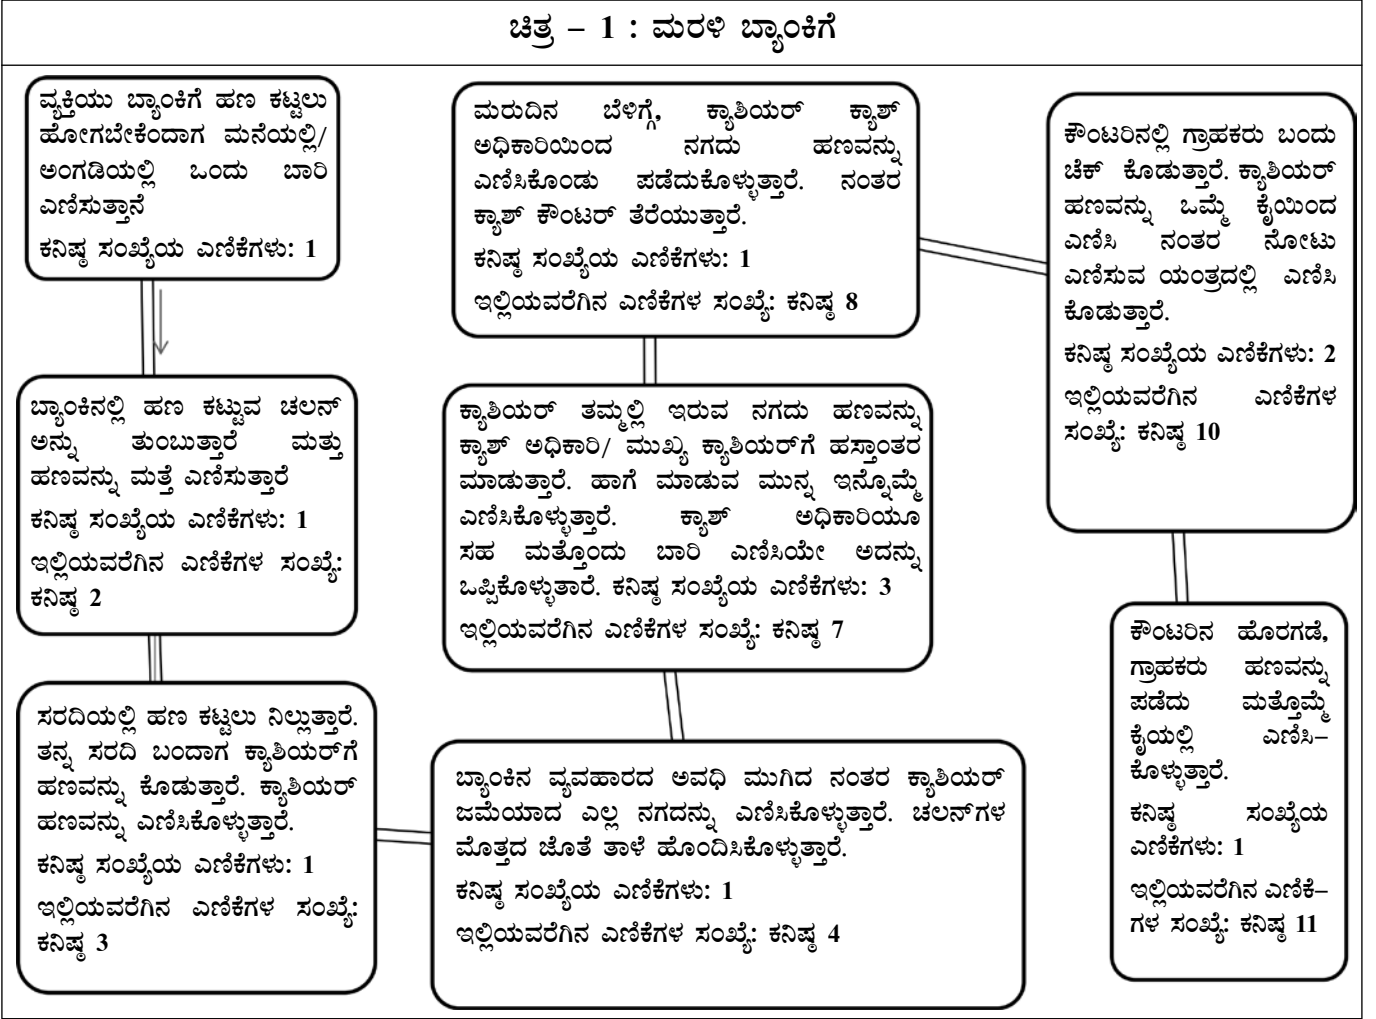 ಚಿತ್ರ – 1 : ಮರಳಿ ಬ್ಯಾಂಕಿಗೆ
ವ್ಯಕ್ತಿಯು ಬ್ಯಾಂಕಿಗೆ ಹಣ ಕಟ್ಟಲು
ಹೋಗಬೇಕೆಂದಾಗ ಮನೆಯಲ್ಲಿ/
ಅಂಗಡಿಯಲ್ಲಿ ಒಂದು ಬಾರಿ
ಎಣಿಸುತ್ತಾನೆ
ಕನಿಷ್ಠ ಸಂಖ್ಯೆಯ ಎಣಿಕೆಗಳು: 1
ಬ್ಯಾಂಕಿನಲ್ಲಿ ಹಣ ಕಟ್ಟುವ ಚಲನ್
ಅನ್ನು ತುಂಬುತ್ತಾರೆ ಮತ್ತು
ಹಣವನ್ನು ಮತ್ತೆ ಎಣಿಸುತ್ತಾರೆ
ಕನಿಷ್ಠ ಸಂಖ್ಯೆಯ ಎಣಿಕೆಗಳು: 1
ಇಲ್ಲಿಯವರೆಗಿನ ಎಣಿಕೆಗಳ ಸಂಖ್ಯೆ:
ಕನಿಷ್ಠ 2
ಸರದಿಯಲ್ಲಿ ಹಣ ಕಟ್ಟಲು ನಿಲ್ಲುತ್ತಾರೆ.
ತನ್ನ ಸರದಿ ಬಂದಾಗ ಕ್ಯಾಶಿಯರ್‌ಗೆ
ಹಣವನ್ನು ಕೊಡುತ್ತಾರೆ. ಕ್ಯಾಶಿಯರ್
ಹಣವನ್ನು ಎಣಿಸಿಕೊಳ್ಳುತ್ತಾರೆ.
ಕನಿಷ್ಠ ಸಂಖ್ಯೆಯ ಎಣಿಕೆಗಳು: 1
ಇಲ್ಲಿಯವರೆಗಿನ ಎಣಿಕೆಗಳ ಸಂಖ್ಯೆ:
ಕನಿಷ್ಠ 3
ಬ್ಯಾಂಕಿನ ವ್ಯವಹಾರದ ಅವಧಿ ಮುಗಿದ ನಂತರ ಕ್ಯಾಶಿಯರ್
ಜಮೆಯಾದ ಎಲ್ಲ ನಗದನ್ನು ಎಣಿಸಿಕೊಳ್ಳುತ್ತಾರೆ. ಚಲನ್‌ಗಳ
ಮೊತ್ತದ ಜೊತೆ ತಾಳೆ ಹೊಂದಿಸಿಕೊಳ್ಳುತ್ತಾರೆ.
ಕನಿಷ್ಠ ಸಂಖ್ಯೆಯ ಎಣಿಕೆಗಳು: 1
ಇಲ್ಲಿಯವರೆಗಿನ ಎಣಿಕೆಗಳ ಸಂಖ್ಯೆ: ಕನಿಷ್ಠ 4
ಕ್ಯಾಶಿಯರ್ ತಮ್ಮಲ್ಲಿ ಇರುವ ನಗದು ಹಣವನ್ನು
ಕ್ಯಾಶ್ ಅಧಿಕಾರಿ/ ಮುಖ್ಯ ಕ್ಯಾಶಿಯರ್‌ಗೆ ಹಸ್ತಾಂತರ
ಮಾಡುತ್ತಾರೆ. ಹಾಗೆ ಮಾಡುವ ಮುನ್ನ ಇನ್ನೊಮ್ಮೆ
ಎಣಿಸಿಕೊಳ್ಳುತ್ತಾರೆ. ಕ್ಯಾಶ್ ಅಧಿಕಾರಿಯೂ
ಸಹ ಮತ್ತೊಂದು ಬಾರಿ ಎಣಿಸಿಯೇ ಅದನ್ನು
ಒಪ್ಪಿಕೊಳ್ಳುತಾರೆ. ಕನಿಷ್ಠ ಸಂಖ್ಯೆಯ ಎಣಿಕೆಗಳು: 3
ಇಲ್ಲಿಯವರೆಗಿನ ಎಣಿಕೆಗಳ ಸಂಖ್ಯೆ: ಕನಿಷ್ಠ 7
ಮರುದಿನ ಬೆಳಿಗ್ಗೆ, ಕ್ಯಾಶಿಯರ್ ಕ್ಯಾಶ್
ಅಧಿಕಾರಿಯಿಂದ ನಗದು ಹಣವನ್ನು
ಎಣಿಸಿಕೊಂಡು ಪಡೆದುಕೊಳ್ಳುತ್ತಾರೆ. ನಂತರ
ಕ್ಯಾಶ್ ಕೌಂಟರ್ ತೆರೆಯುತ್ತಾರೆ.
ಕನಿಷ್ಠ ಸಂಖ್ಯೆಯ ಎಣಿಕೆಗಳು: 1
ಇಲ್ಲಿಯವರೆಗಿನ ಎಣಿಕೆಗಳ ಸಂಖ್ಯೆ: ಕನಿಷ್ಠ 8
ಕೌಂಟರಿನಲ್ಲಿ ಗ್ರಾಹಕರು ಬಂದು
ಚೆಕ್ ಕೊಡುತ್ತಾರೆ. ಕ್ಯಾಶಿಯರ್
ಹಣವನ್ನು ಒಮ್ಮೆ ಕೈಯಿಂದ
ಎಣಿಸಿ ನಂತರ ನೋಟು
ಎಣಿಸುವ ಯಂತ್ರದಲ್ಲಿ ಎಣಿಸಿ
ಕೊಡುತ್ತಾರೆ.
ಕನಿಷ್ಠ ಸಂಖ್ಯೆಯ ಎಣಿಕೆಗಳು: 2
ಇಲ್ಲಿಯವರೆಗಿನ ಎಣಿಕೆಗಳ
ಸಂಖ್ಯೆ: ಕನಿಷ್ಠ 10
ಕೌಂಟರಿನ ಹೊರಗಡೆ,
ಗ್ರಾಹಕರು ಹಣವನ್ನು
ಪಡೆದು ಮತ್ತೊಮ್ಮೆ
ಕೈಯಲ್ಲಿ ಎಣಿಸಿ–
ಕೊಳ್ಳುತ್ತಾರೆ.
ಕನಿಷ್ಠ ಸಂಖ್ಯೆಯ
ಎಣಿಕೆಗಳು: 1
ಇಲ್ಲಿಯವರೆಗಿನ ಎಣಿಕೆ–
ಗಳ ಸಂಖ್ಯೆ: ಕನಿಷ್ಠ 11